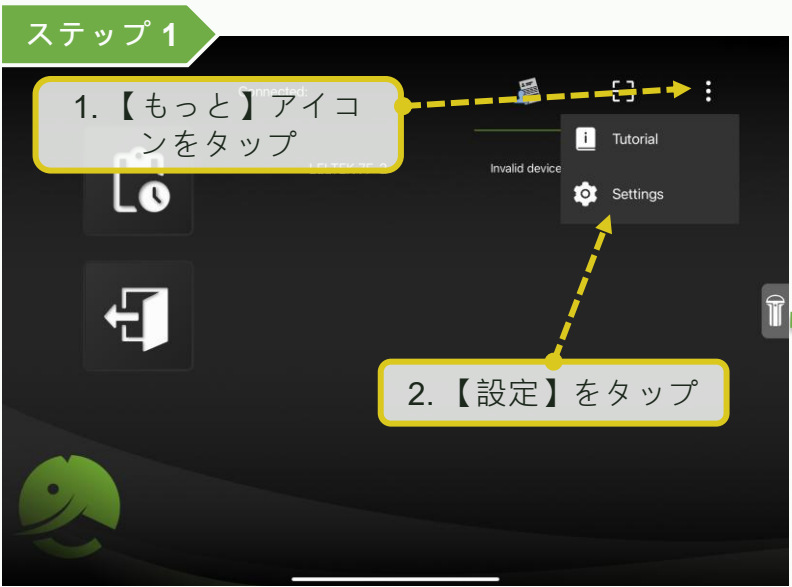 ステップ 1
Connected:
1.【もっと】アイコ
ンをタップ
Tutorial
Invalid device
Settings
2.【設定】をタップ